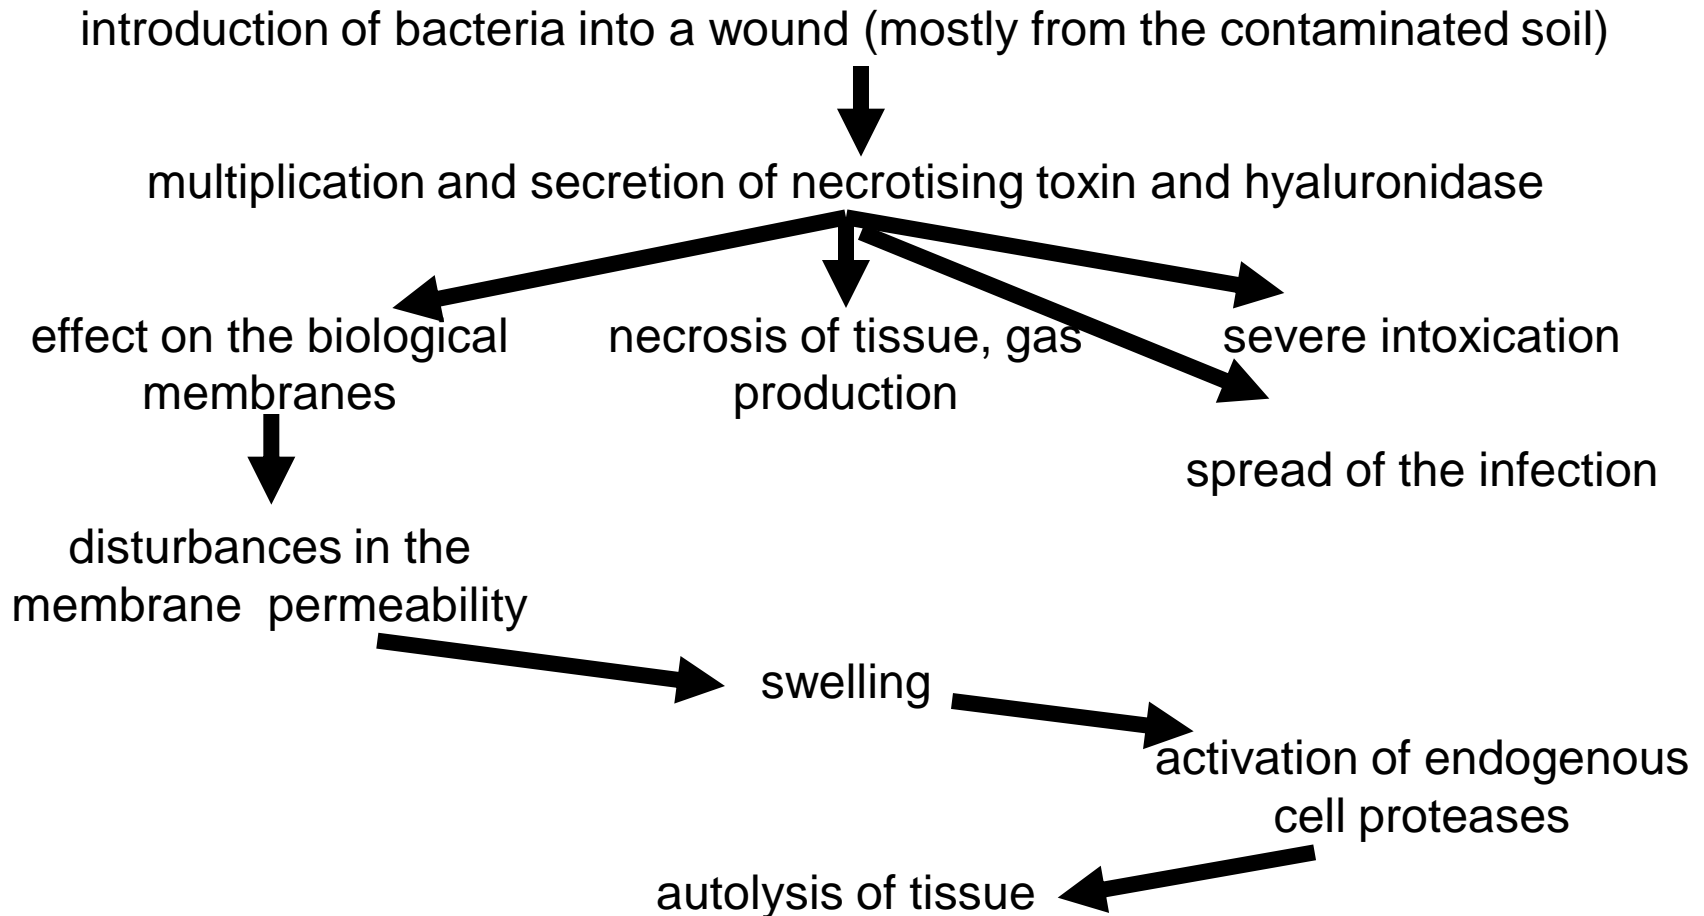 introduction of bacteria into a wound (mostly from the contaminated soil)
multiplication and secretion of necrotising toxin and hyaluronidase
effect on the biological
membranes
necrosis of tissue, gas
production
severe intoxication
spread of the infection
disturbances in the
membrane permeability
swelling
activation of endogenous
cell proteases
autolysis of tissue